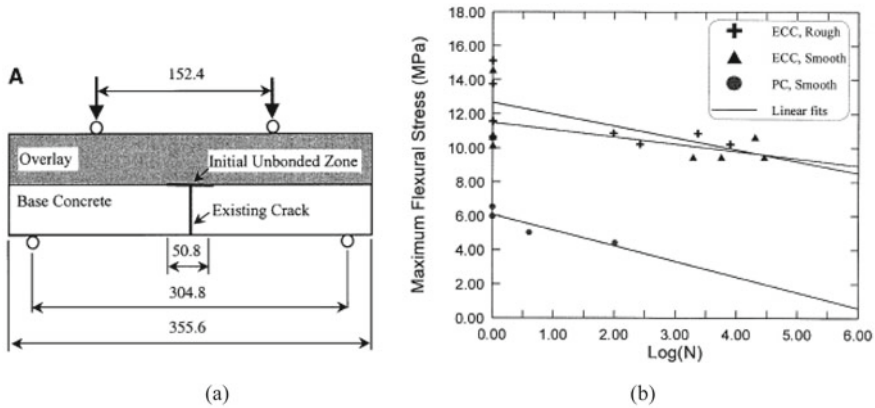 A
152.4
Overlay
Initial Unbonded Zone
Base Concrete
Existing Crack
50.8
304.8
355.6
(a)
B
18.00
16.00
14.00
12.00
10.00
8.00
6.00
4.00
2.00
0.00
Maximum Flexural Stress (MPa)
ECC, Rough
ECC, Smooth
PC, Smooth
Linear fits
0.00 1.00 2.00 3.00 4.00 5.00 6.00
Log(N)
(b)